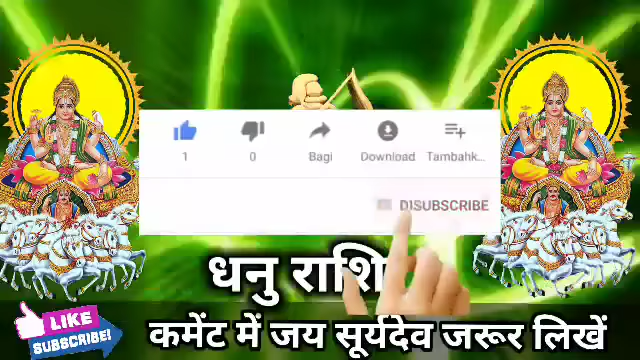 1 0 Bagi Download Tambahk...
DISUBSCRIBE
धनु राशि
LIKE
SUBSCRIBE!
कमेंट में जय सूर्यदेव जरूर लिखें